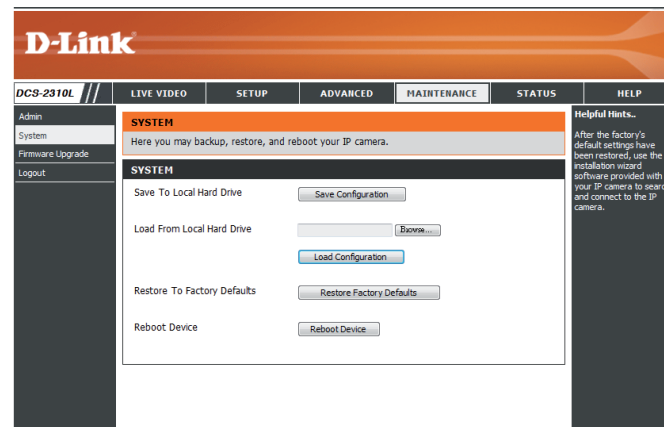 D-Link
DCS-2310L // LIVE VIDEO SETUP ADVANCED MAINTENANCE STATUS HELP
Admin
System
Firmware Upgrade
Logout
SYSTEM
Here you may backup, restore, and reboot your IP camera.
SYSTEM
Save To Local Hard Drive Save Configuration
Load From Local Hard Drive Browse...
Load Configuration
Restore To Factory Defaults Restore Factory Defaults
Reboot Device Reboot Device
Helpful Hints..
After the factory's
default settings have
been restored, use the
installation wizard
software provided with
your IP camera to searc
and connect to the IP
camera.